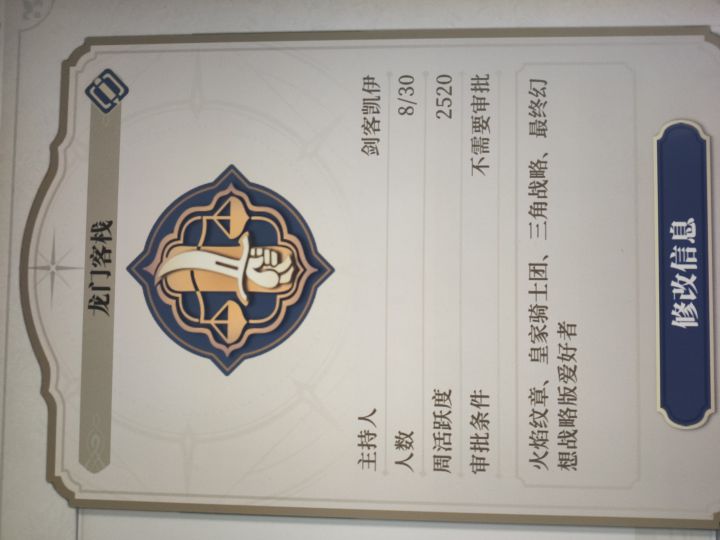 龙门客栈
主持人 剑客凯伊
人数 8/30
周活跃度 2520
审批条件 不需要审批
火焰纹章、皇家骑士团、三角战略、最终幻
想战略版爱好者
修改信息